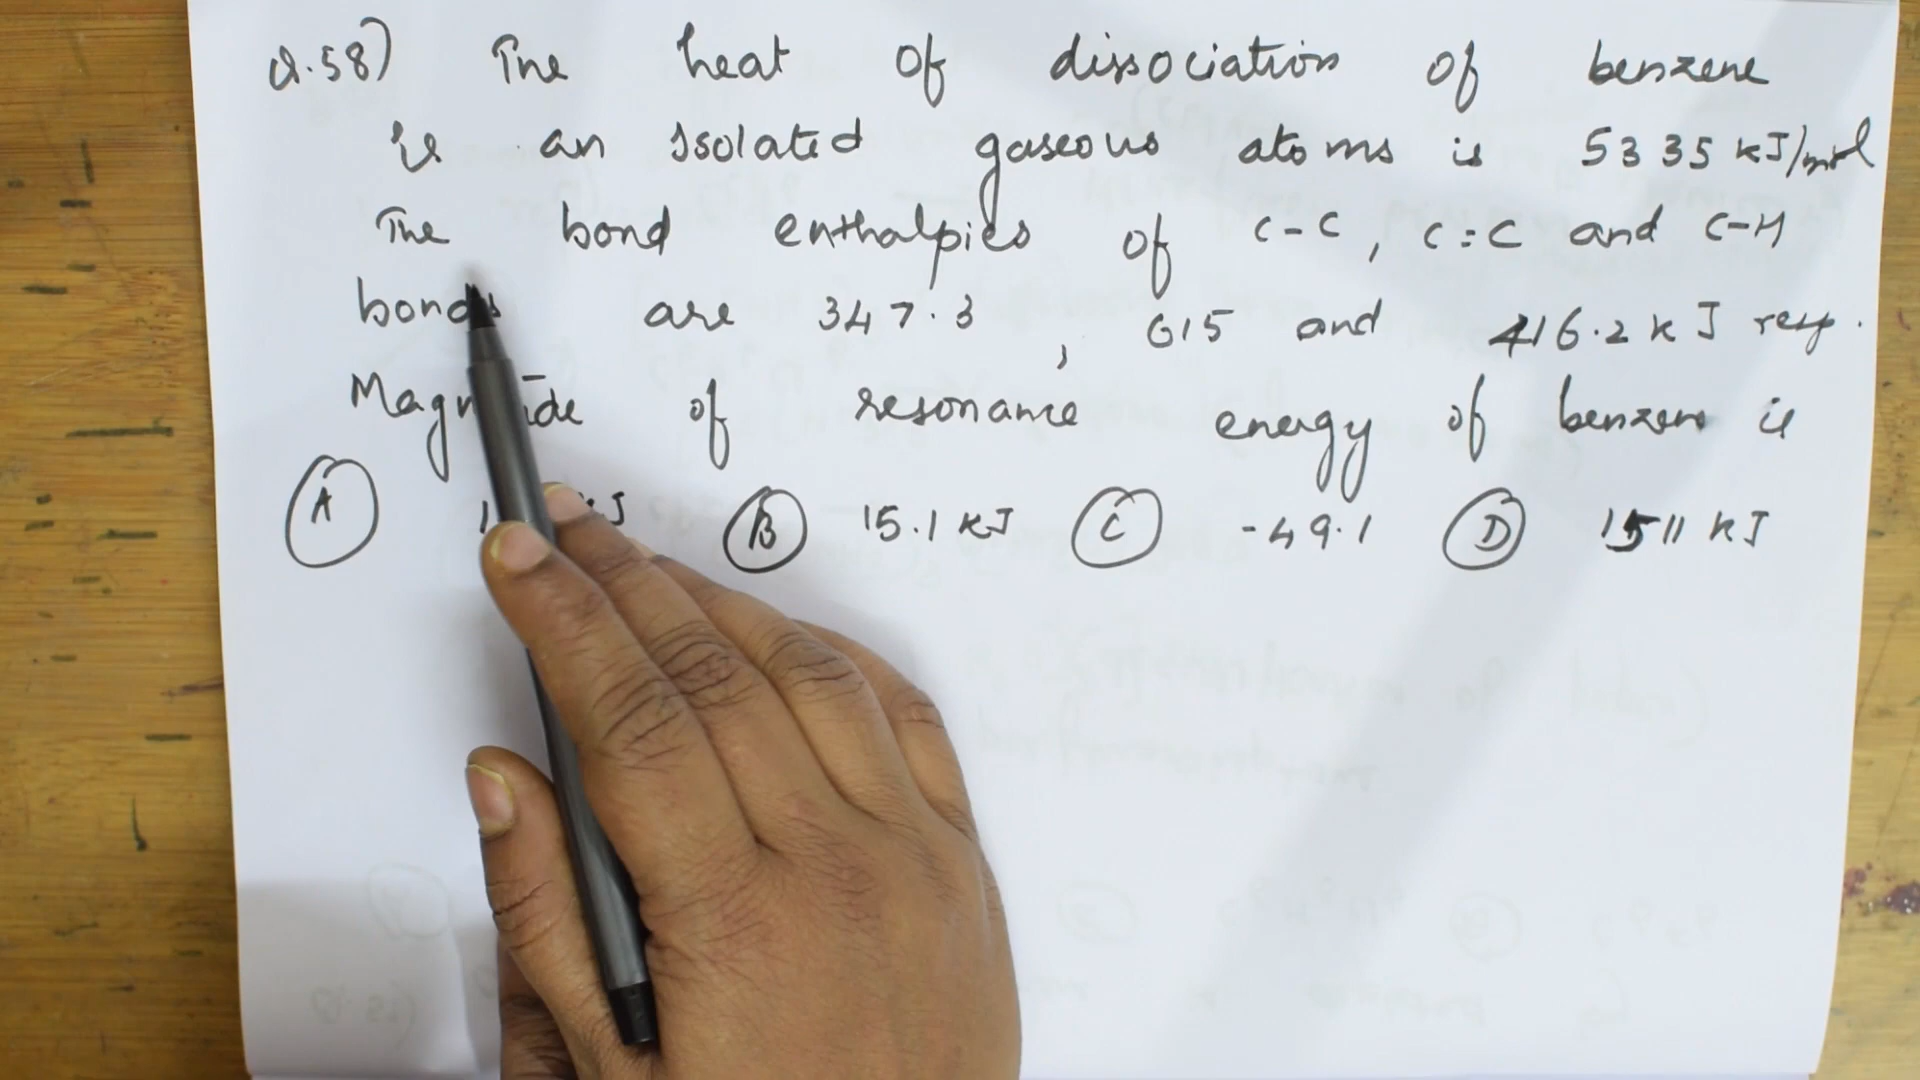 Q.58) The heat of dissociation of benzene
is an isolated gaseous atoms is 5335 kJ/mol
The bond enthalpies of C-C, C=C and C-H
bonds are 347.3, 615 and 416.2 kJ resp.
of resonance energy of benzene is
(A) (B) 15.1 kJ (C) -49.1 (D) 1511 kJ